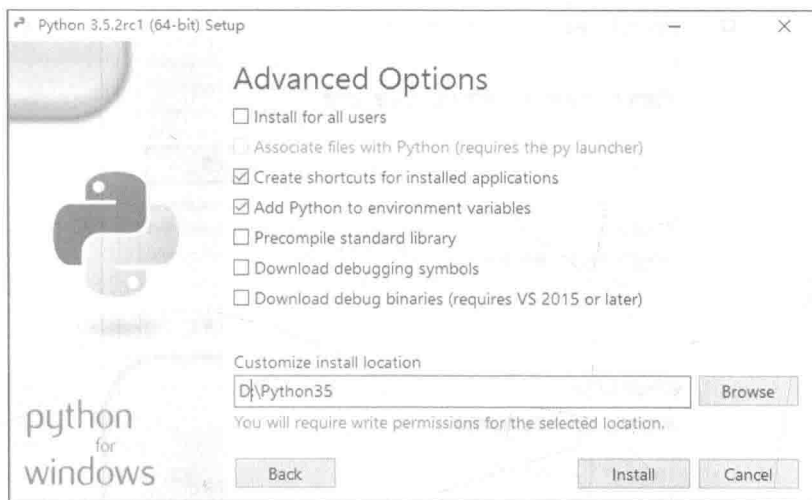 Python 3.5.2rc1 (64-bit) Setup
Advanced Options
Install for all users
Associate files with Python (requires the py launcher)
Create shortcuts for installed applications
Add Python to environment variables
Precompile standard library
Download debugging symbols
Download debug binaries (requires VS 2015 or later)
Customize install location
D:\Python35
Browse
You will require write permissions for the selected location.
python
for
windows
Back
Install
Cancel